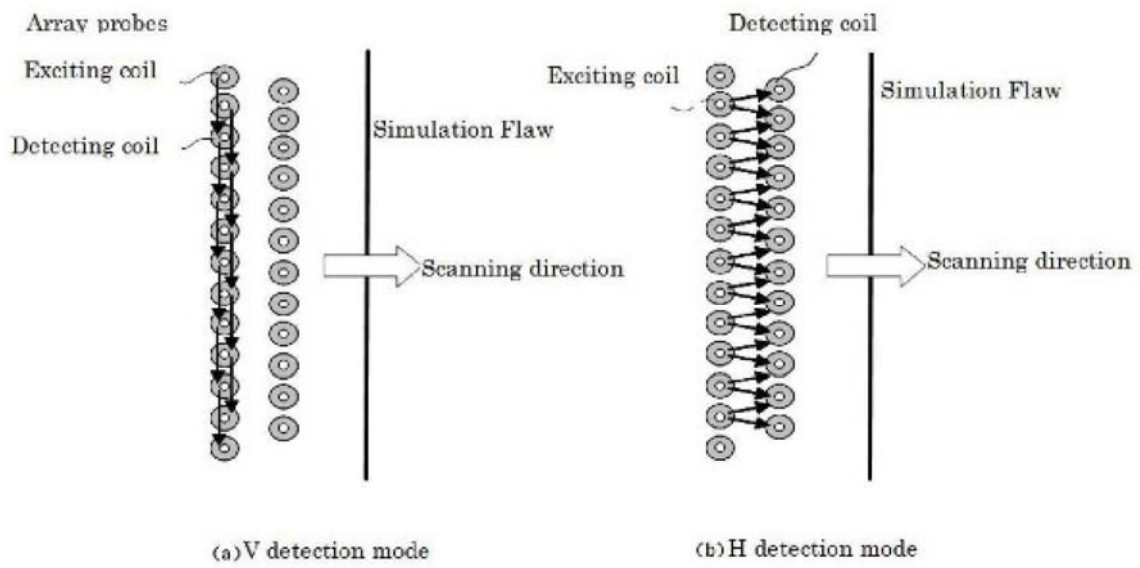 Array probes
Exciting coil
Detecting coil
Simulation Flaw
Scanning direction
(a)V detection mode
Detecting coil
Exciting coil
Simulation Flaw
Scanning direction
(b)H detection mode